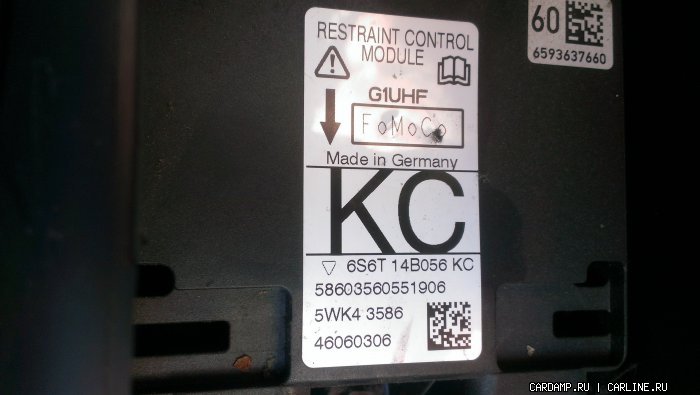 RESTRAINT CONTROL
MODULE
G1UHF
FoMoCo
Made in Germany
KC
6S6T 14B056 KC
58603560551906
5WK4 3586
46060306
60
6593637660
CARDAMP.RU | CARLINE.RU